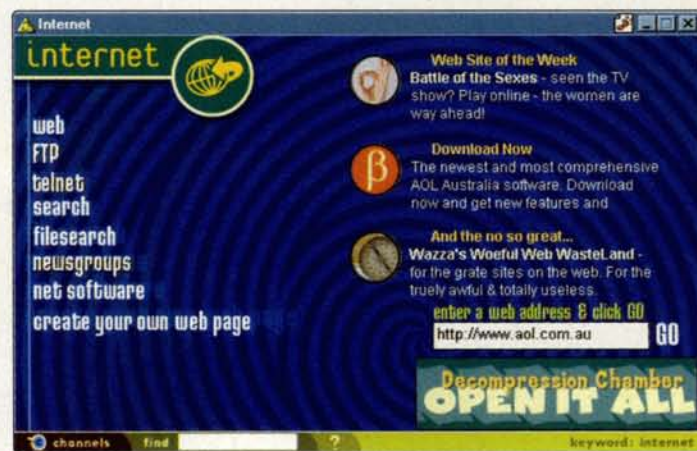 Internet
internet
web
FTP
telnet
search
filesearch
newsgroups
net software
create your own web page
Web Site of the Week
Battle of the Sexes - seen the TV
show? Play online - the women are
way ahead!
β
Download Now
The newest and most comprehensive
AOL Australia software. Download
now and get new features and
And the no so great...
Wazza's Woeful Web WasteLand -
for the grate sites on the web. For the
truely awful & totally useless.
enter a web address & click GO
http://www.aol.com.au GO
Decompression Chamber
OPEN IT ALL
channels find ? keyword: internet